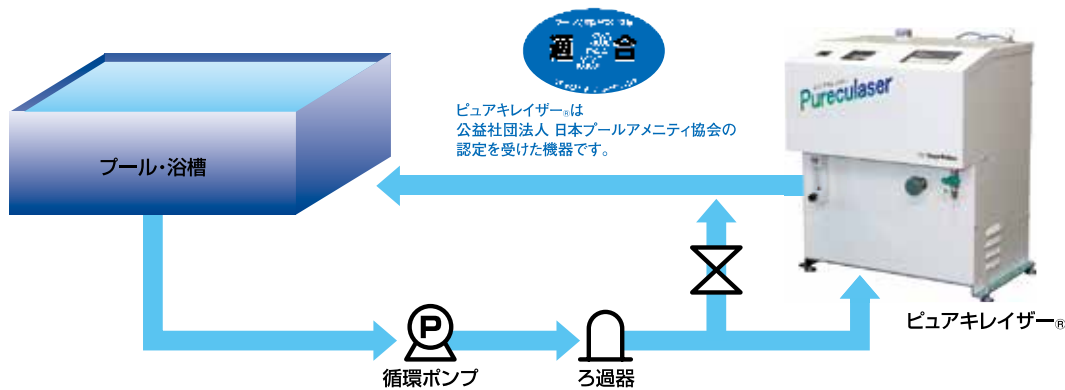 適 合
ピュアキレイザー®は
公益社団法人 日本プールアメニティ協会の
認定を受けた機器です。
Pureculaser
プール・浴槽
P
循環ポンプ
ろ過器
ピュアキレイザー®